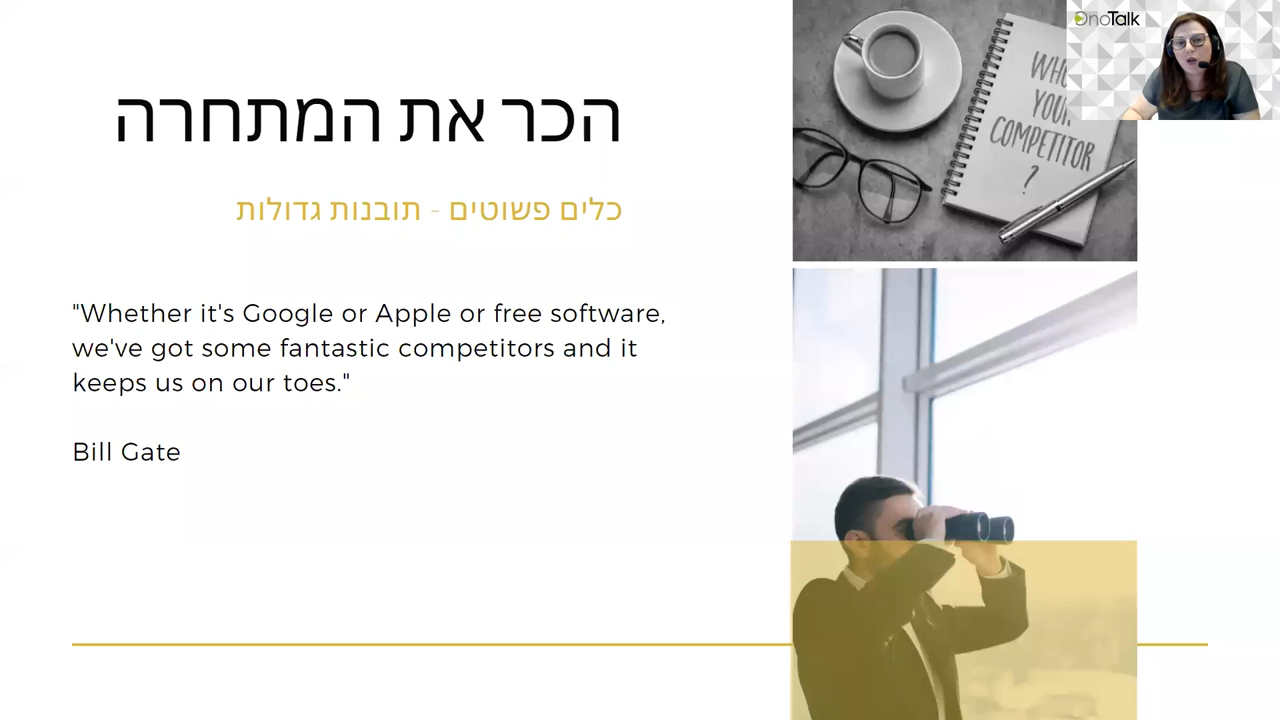 הכר את המתחרה
כלים פשוטים - תובנות גדולות
"Whether it's Google or Apple or free software,
we've got some fantastic competitors and it
keeps us on our toes."
Bill Gate
YOUR
COMPETITOR
?
OnoTalk